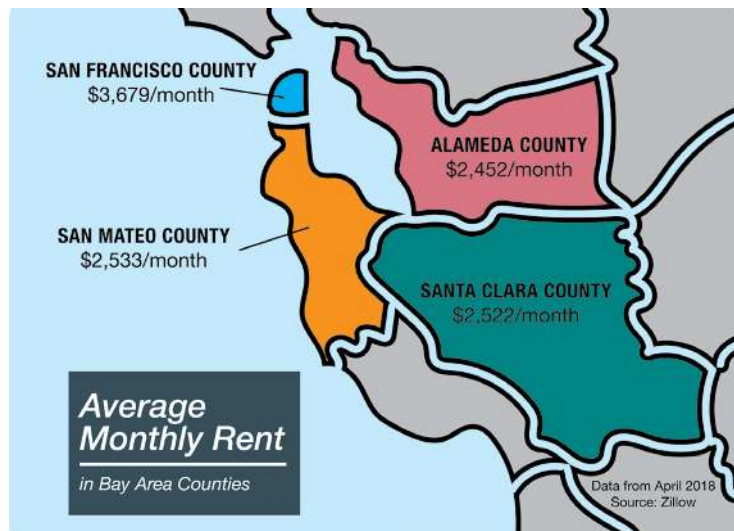 SAN FRANCISCO COUNTY
$3,679/month
ALAMEDA COUNTY
$2,452/month
SAN MATEO COUNTY
$2,533/month
SANTA CLARA COUNTY
$2,522/month
Average
Monthly Rent
in Bay Area Counties
Data from April 2018
Source: Zillow